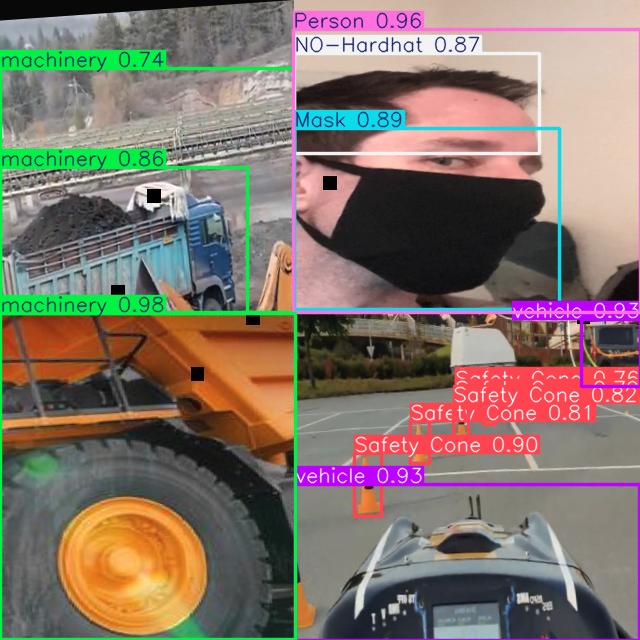 machinery 0.74
Person 0.96
NO-Hardhat 0.87
Mask 0.89
machinery 0.86
machinery 0.98
vehicle 0.93
Safety Cone 0.76
Safety Cone 0.82
Safety Cone 0.81
Safety Cone 0.90
vehicle 0.93